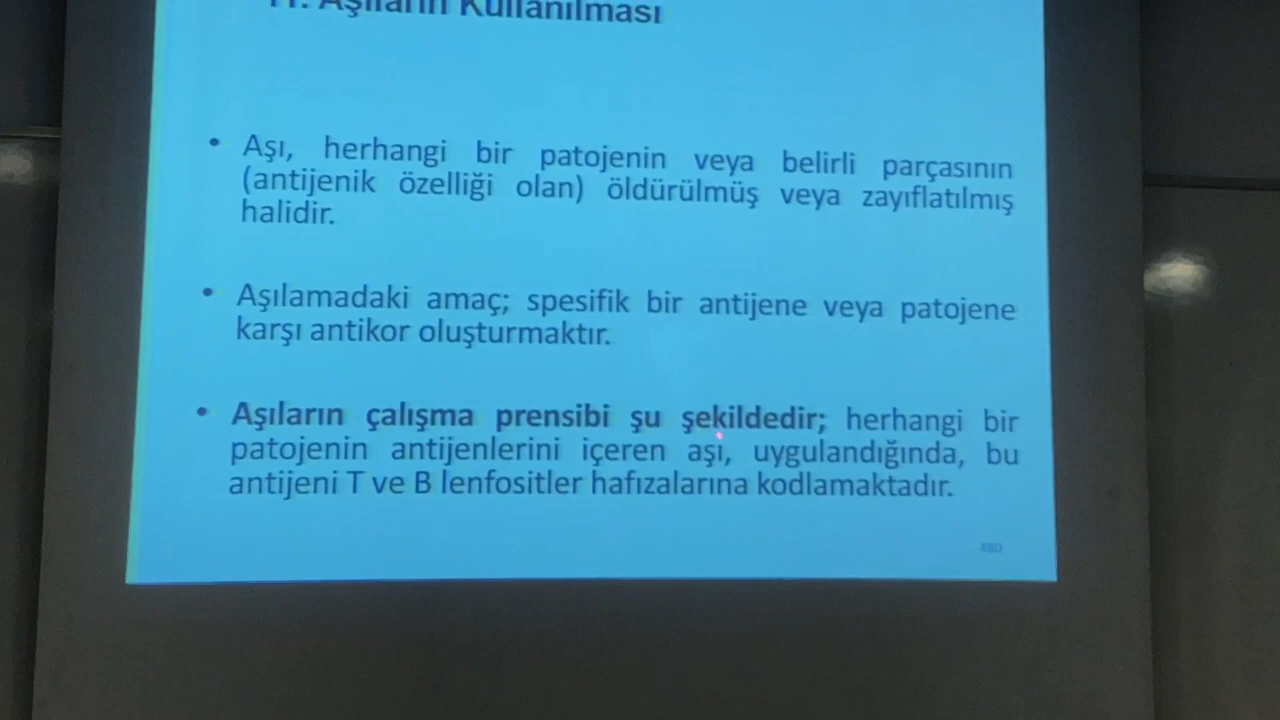 Aşıların Kullanılması
• Aşı, herhangi bir patojenin veya belirli parçasının
(antijenik özelliği olan) öldürülmüş veya zayıflatılmış
halidir.
• Aşılamadaki amaç; spesifik bir antijene veya patojene
karşı antikor oluşturmaktır.
• Aşıların çalışma prensibi şu şekildedir; herhangi bir
patojenin antijenlerini içeren aşı, uygulandığında, bu
antijeni T ve B lenfositler hafızalarına kodlamaktadır.